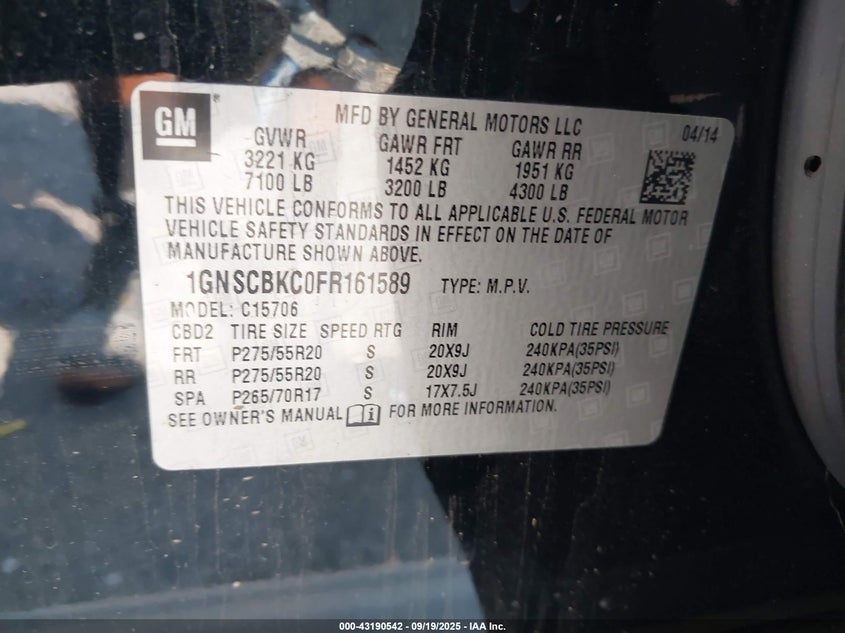 GM
MFD BY GENERAL MOTORS LLC 04/14
GVWR GAWR FRT GAWR RR
3221 KG 1452 KG 1951 KG
7100 LB 3200 LB 4300 LB
THIS VEHICLE CONFORMS TO ALL APPLICABLE U.S. FEDERAL MOTOR
VEHICLE SAFETY STANDARDS IN EFFECT ON THE DATE OF
MANUFACTURE SHOWN ABOVE.
1GNSCBKC0FR161589 TYPE: M.P.V.
MODEL: C15706
CBD2 TIRE SIZE SPEED RTG RIM COLD TIRE PRESSURE
FRT P275/55R20 S 20X9J 240KPA(35PSI)
RR P275/55R20 S 20X9J 240KPA(35PSI)
SPA P265/70R17 S 17X7.5J 240KPA(35PSI)
SEE OWNER'S MANUAL FOR MORE INFORMATION.
000-43190542 - 09/19/2025 - IAA Inc.